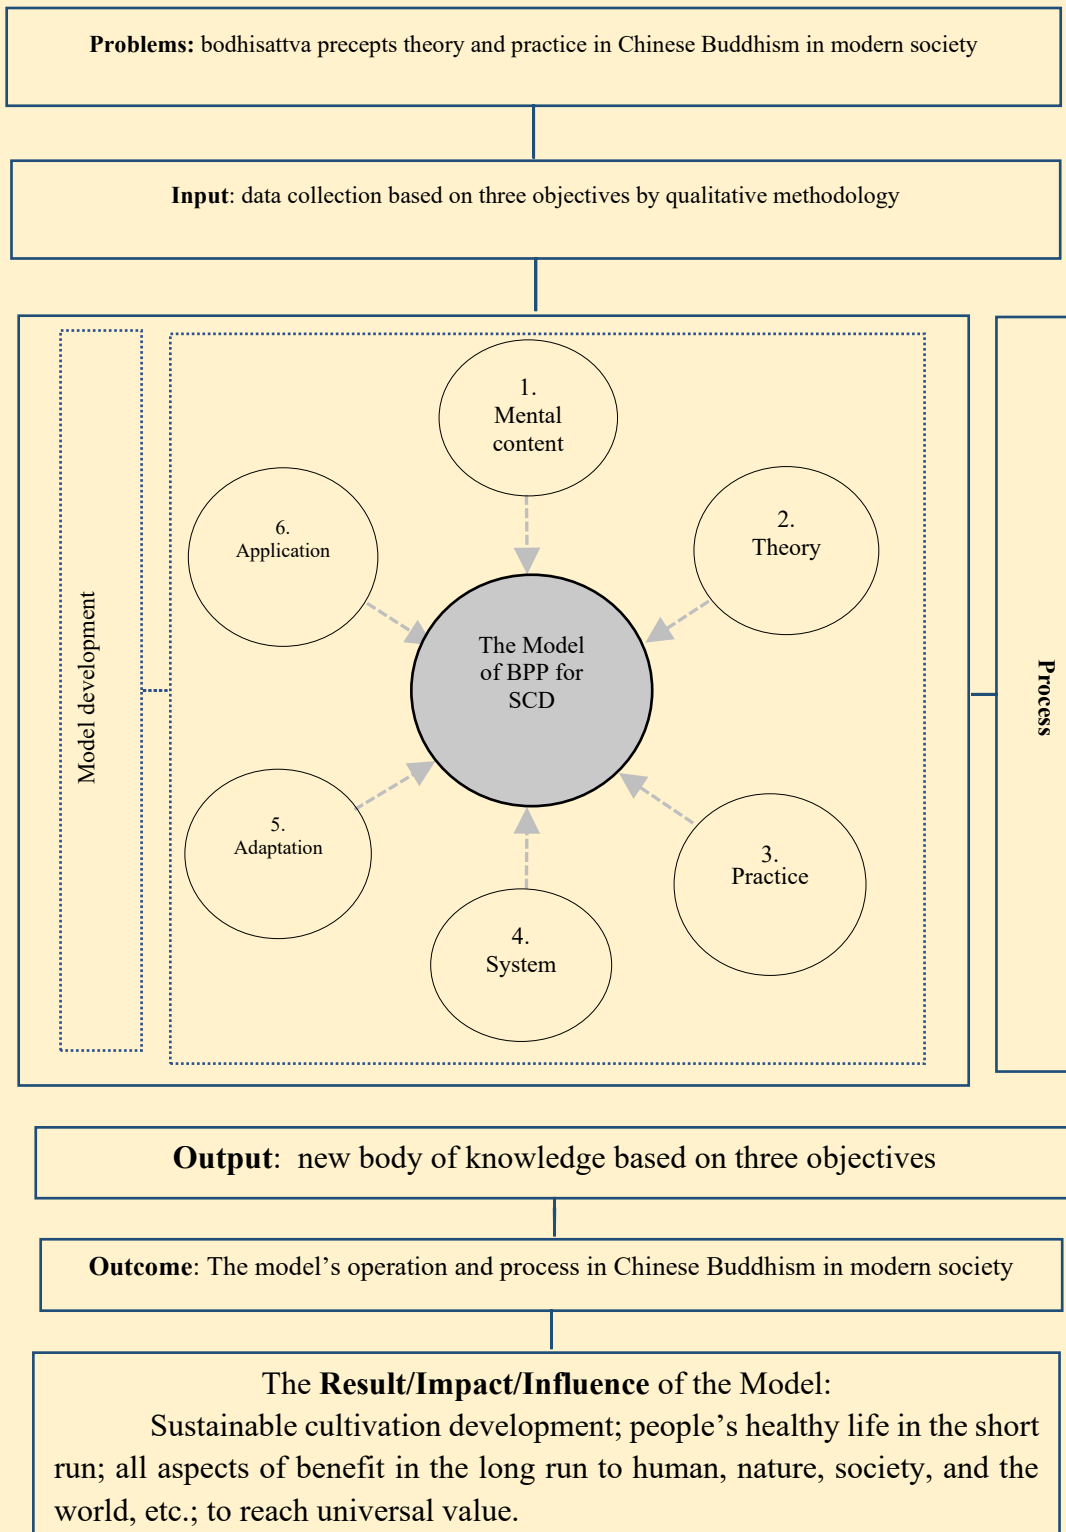 Problems: bodhisattva precepts theory and practice in Chinese Buddhism in modern society
Input: data collection based on three objectives by qualitative methodology
Model development
1.
Mental
content
2.
Theory
3.
Practice
4.
System
5.
Adaptation
6.
Application
The Model
of BPP for
SCD
Process
Output: new body of knowledge based on three objectives
Outcome: The model’s operation and process in Chinese Buddhism in modern society
The Result/Impact/Influence of the Model:
Sustainable cultivation development; people’s healthy life in the short
run; all aspects of benefit in the long run to human, nature, society, and the
world, etc.; to reach universal value.